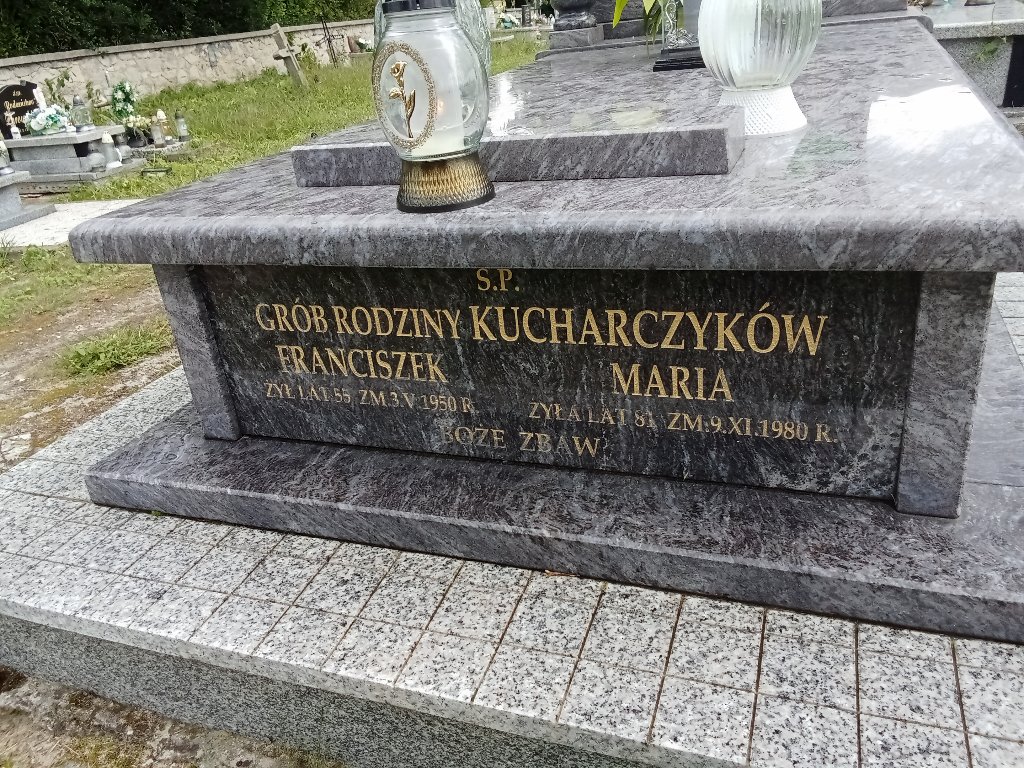 S.P.
GRÓB RODZINY KUCHARCZYKÓW
FRANCISZEK MARIA
ŻYŁ LAT 55, ZM.3.V.1950 R. ŻYŁA LAT 81, ZM.9.XI.1980 R.
BOŻE ZBAW